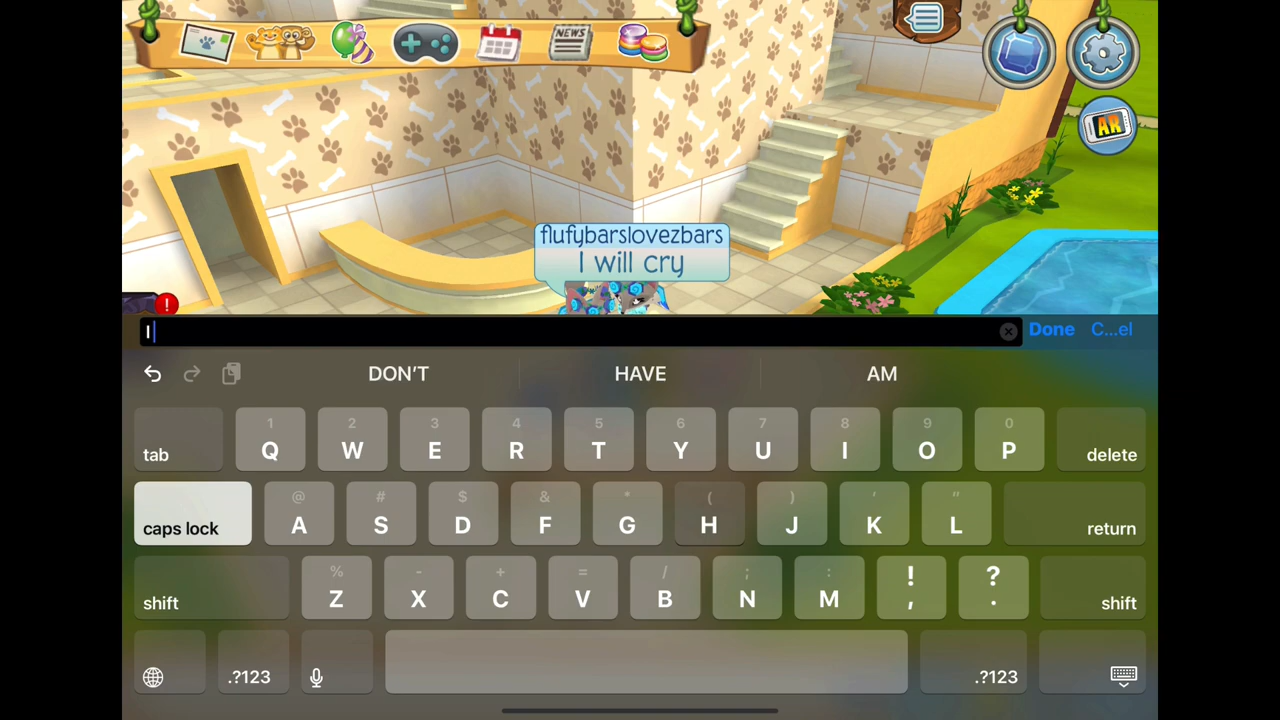 NEWS
AR
flufybarslovezbars
I will cry
!
I
Done C...el
DON'T HAVE AM
1 2 3 4 5 6 7 8 9 0
tab Q W E R T Y U I O P delete
@ # $ & * ( ) ' "
caps lock A S D F G H J K L return
% - + = / ; : ! ?
shift Z X C V B N M , . shift
.?123 .?123